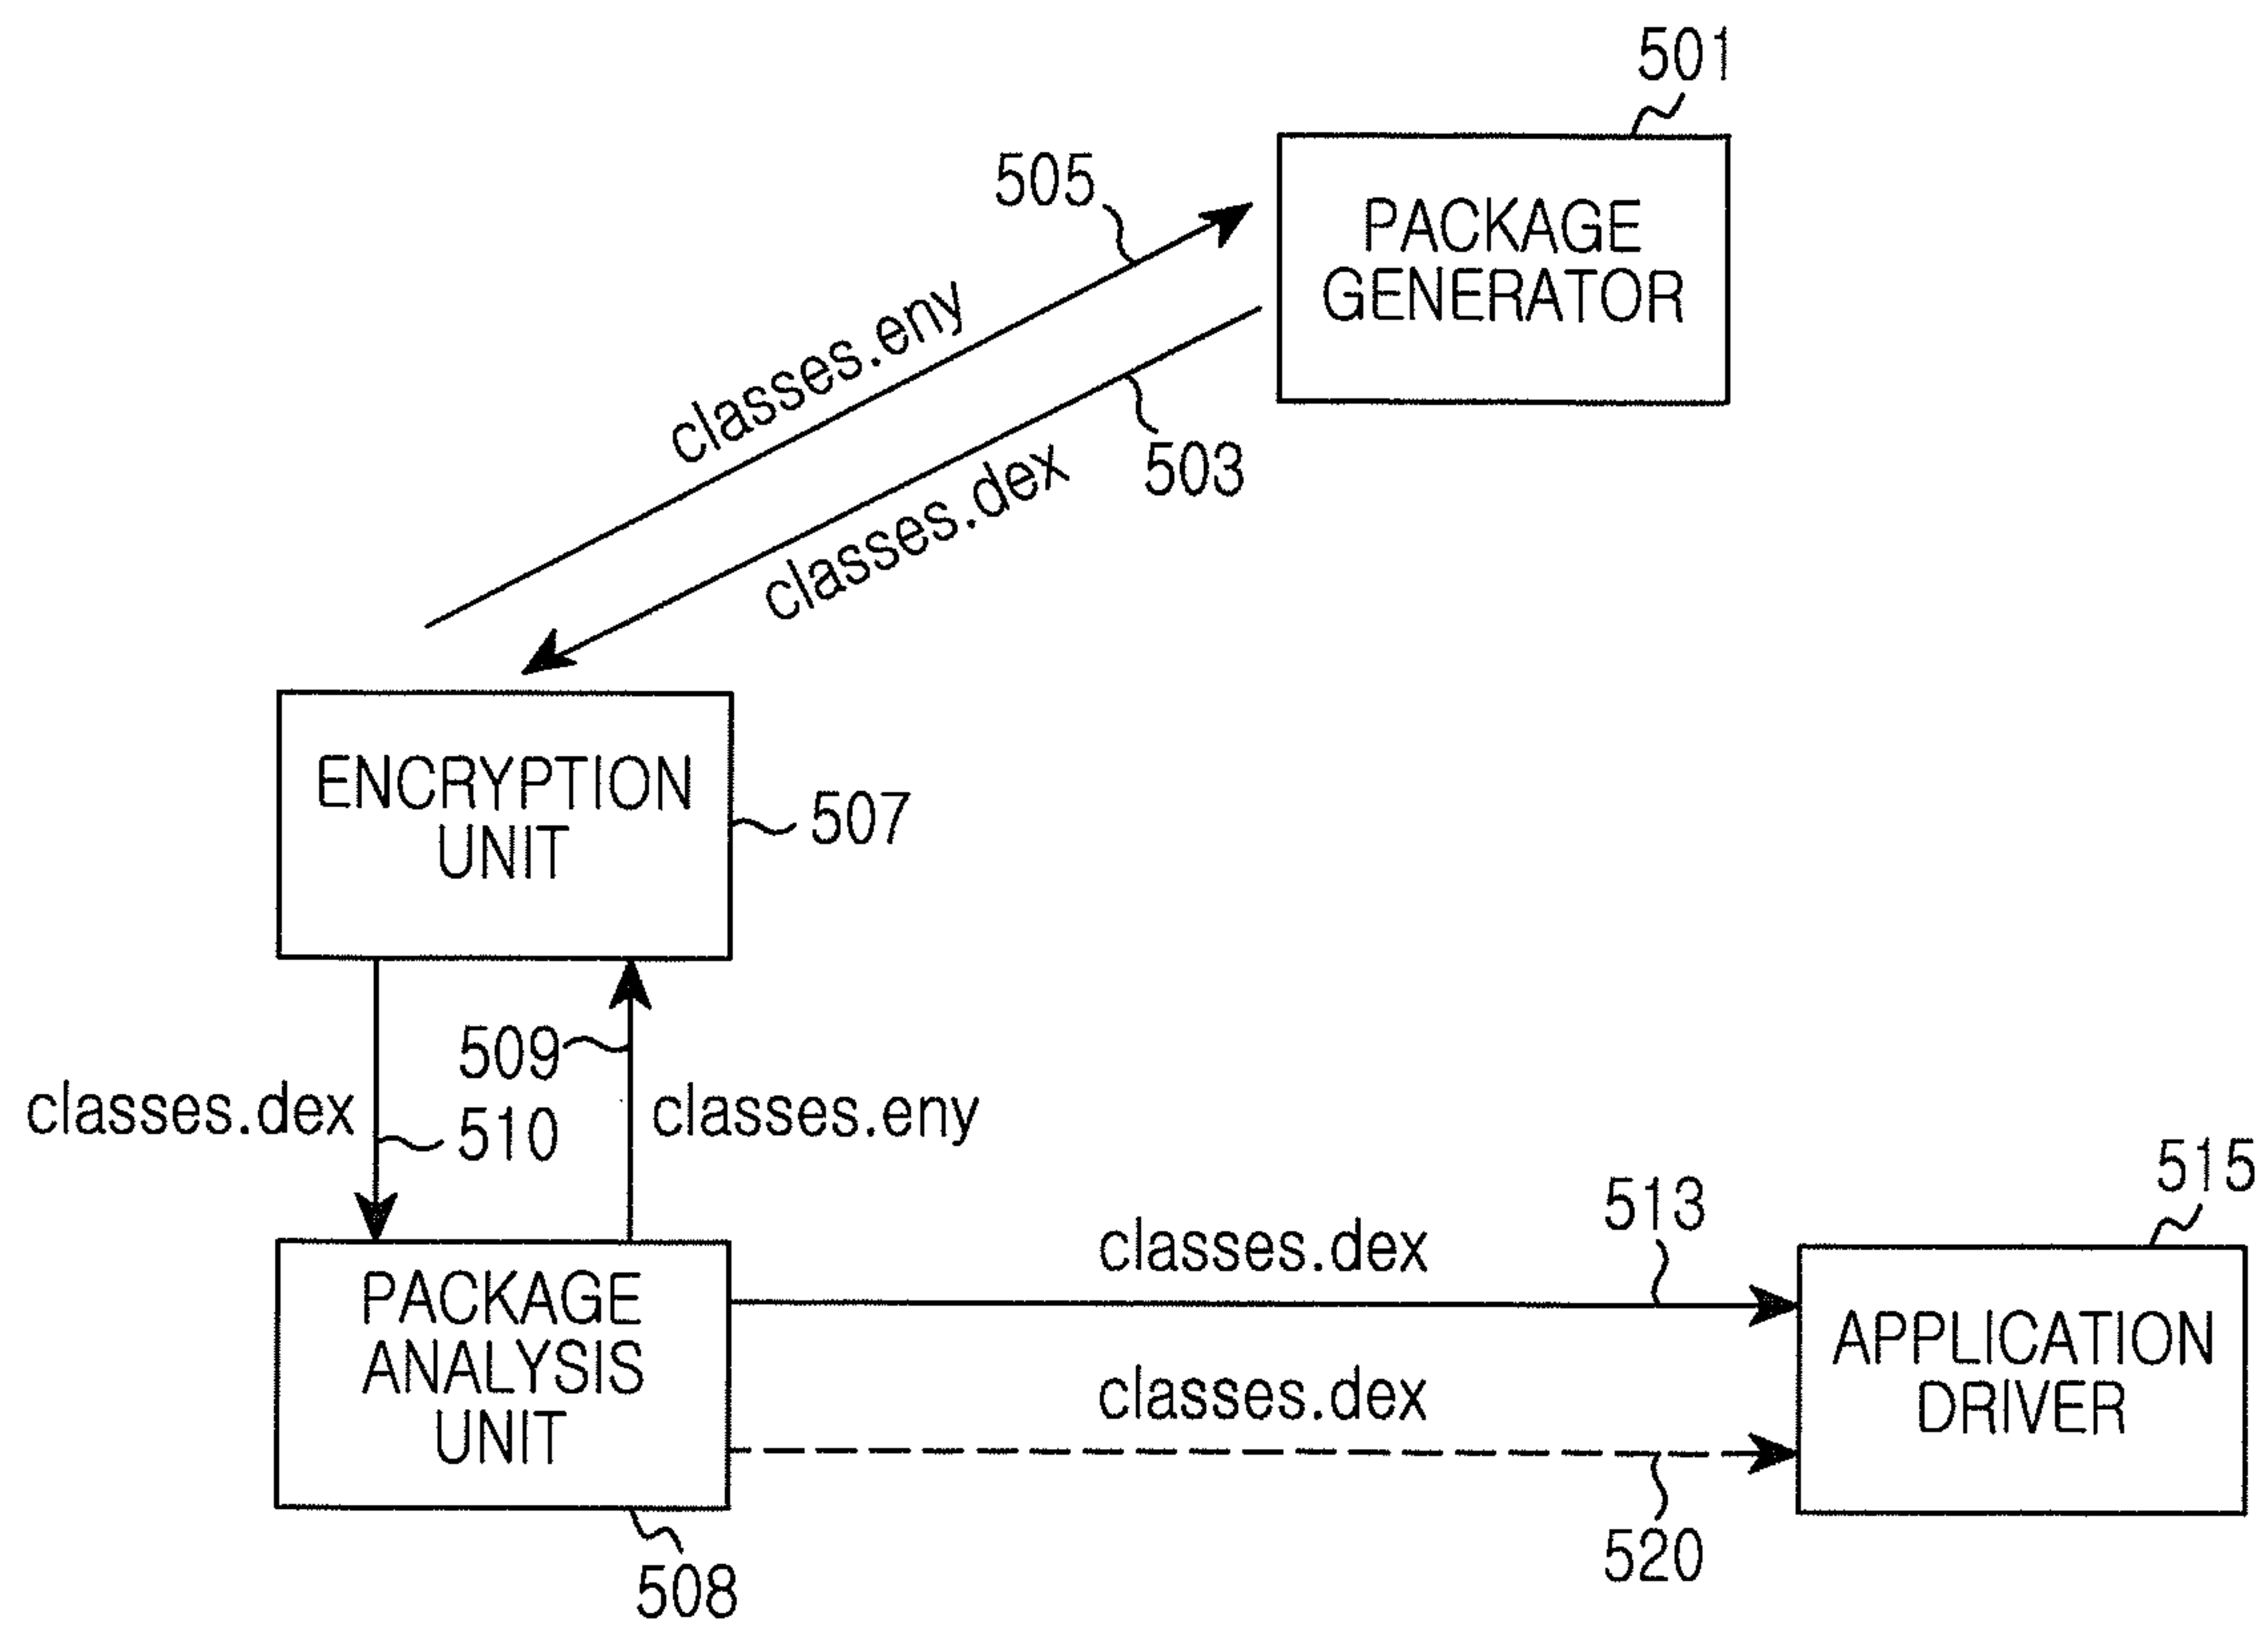 501
505
PACKAGE
GENERATOR
classes.eny
503
classes.dex
ENCRYPTION
UNIT
507
509
classes.dex
510
classes.eny
515
513
classes.dex
PACKAGE
ANALYSIS
UNIT
APPLICATION
DRIVER
classes.dex
520
508